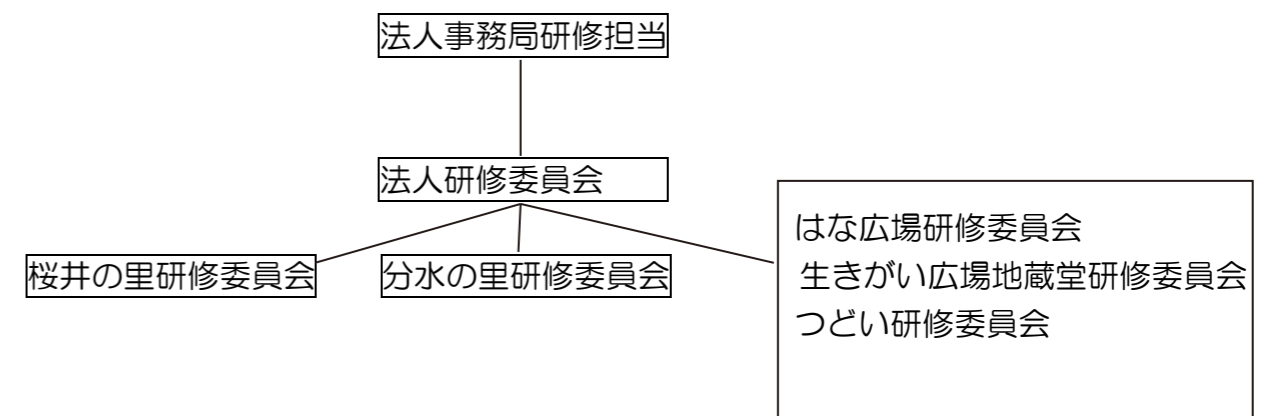 法人事務局研修担当
法人研修委員会
桜井の里研修委員会
分水の里研修委員会
はな広場研修委員会
生きがい広場地蔵堂研修委員会
つどい研修委員会